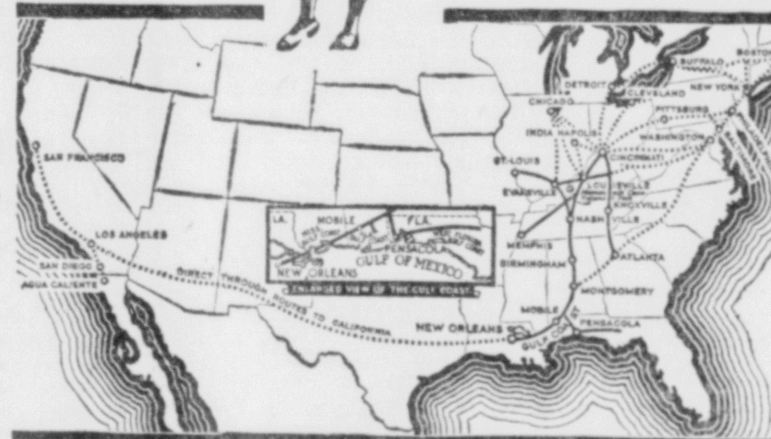 BOSTON
BUFFALO
DETROIT
CLEVELAND
NEW YORK
CHICAGO
PITTSBURG
INDIANAPOLIS
WASHINGTON
SAN FRANCISCO
CINCINNATI
ST. LOUIS
EVANSVILLE
LOUISVILLE
KNOXVILLE
NASHVILLE
LOS ANGELES
MEMPHIS
SAN DIEGO
AGUA CALIENTE
BIRMINGHAM
ATLANTA
MONTGOMERY
DIRECT THROUGH ROUTES TO CALIFORNIA
MOBILE
NEW ORLEANS
GULF COAST
PENSACOLA
LA.
MOBILE
FLA.
PENSACOLA
GULF OF MEXICO
NEW ORLEANS
ENLARGED VIEW OF THE GULF COAST